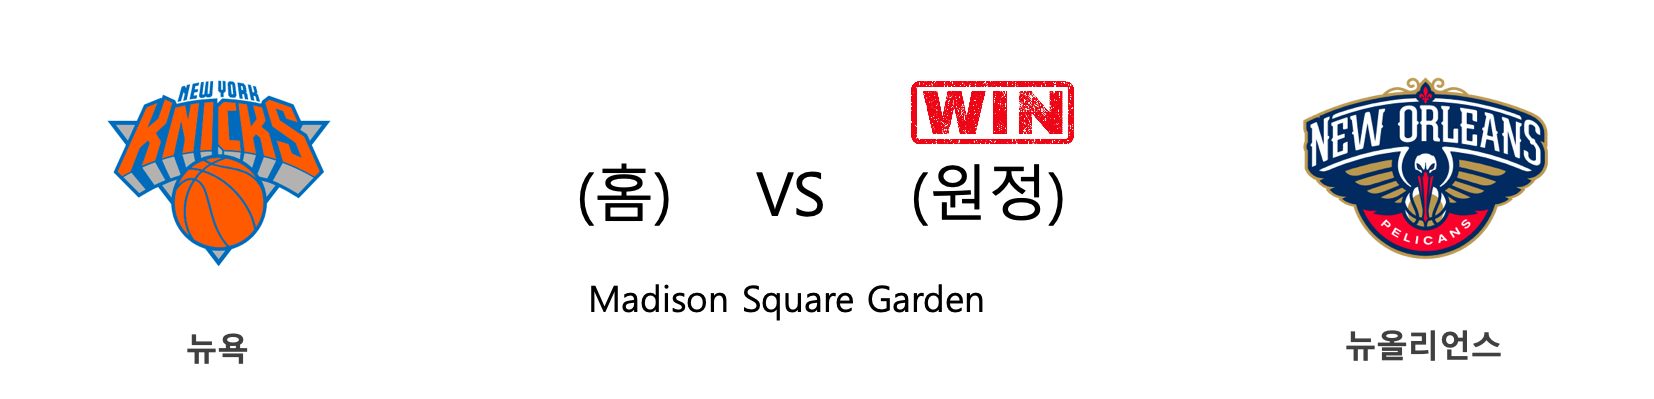 NEW YORK
KNICKS
WIN
(홈) VS (원정)
Madison Square Garden
뉴욕
NEW ORLEANS
PELICANS
뉴올리언스